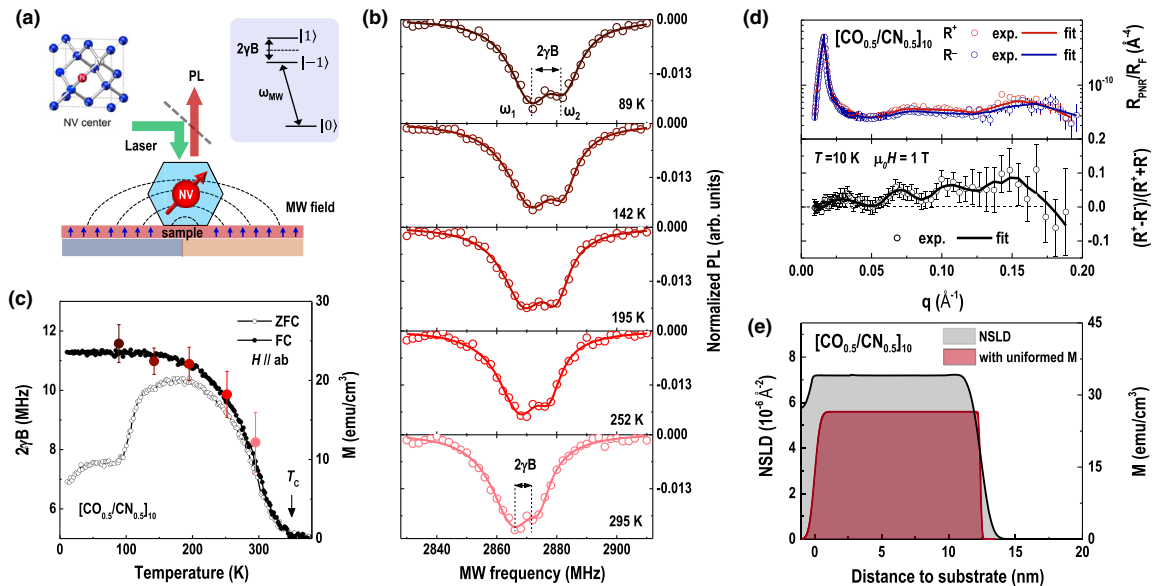 (a)
NV center
N
PL
Laser
|1⟩
2γB
|−1⟩
ω_MW
|0⟩
NV
MW field
sample
(b)
0.000
2γB
-0.013
ω₁
ω₂
89 K
0.000
-0.013
142 K
0.000
-0.013
195 K
0.000
-0.013
252 K
0.000
2γB
-0.013
295 K
2840
2860
2880
2900
MW frequency (MHz)
Normalized PL (arb. units)
(c)
12
11
10
9
8
7
6
5
2γB (MHz)
ZFC
FC
H // ab
30
20
10
0
M (emu/cm³)
T_C
[CO₀.₅/CN₀.₅]₁₀
0
100
200
300
Temperature (K)
(d)
[CO₀.₅/CN₀.₅]₁₀
R⁺ exp. fit
R⁻ exp. fit
R_PNR/R_F (Å⁻⁴)
10⁻¹⁰
T =10 K μ₀H = 1 T
0.2
0.1
0.0
-0.1
(R⁺-R⁻)/(R⁺+R⁻)
exp. fit
0.00
0.05
0.10
0.15
0.20
q (Å⁻¹)
(e)
[CO₀.₅/CN₀.₅]₁₀
NSLD
with uniformed M
8
6
4
2
0
NSLD (10⁻⁶ Å⁻²)
45
30
15
0
M (emu/cm³)
0
5
10
15
20
Distance to substrate (nm)